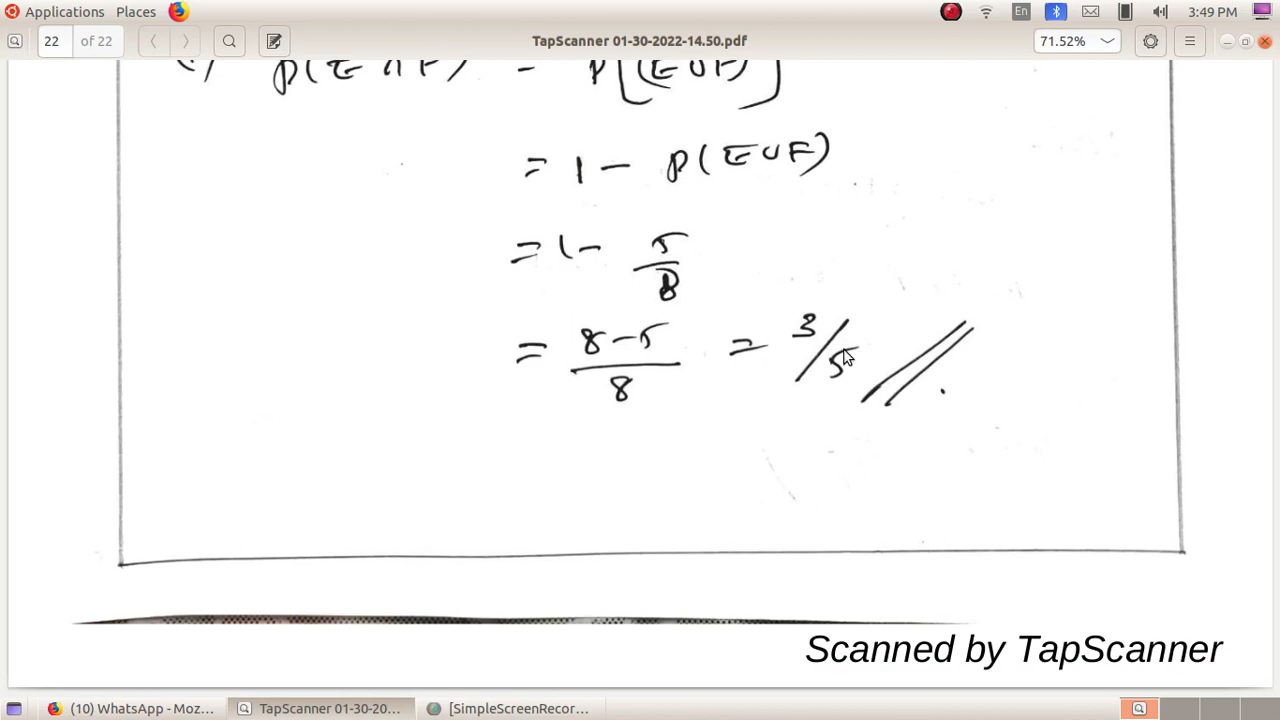 Applications Places En 3:49 PM
22 of 22 TapScanner 01-30-2022-14.50.pdf 71.52%
P(E ∩ F) = P[(E∪F)]
= 1 - P(E∪F)
= 1 - 5/8
= 8-5/8 = 3/5 //.
Scanned by TapScanner
(10) WhatsApp - Moz... TapScanner 01-30-20... [SimpleScreenRecor...